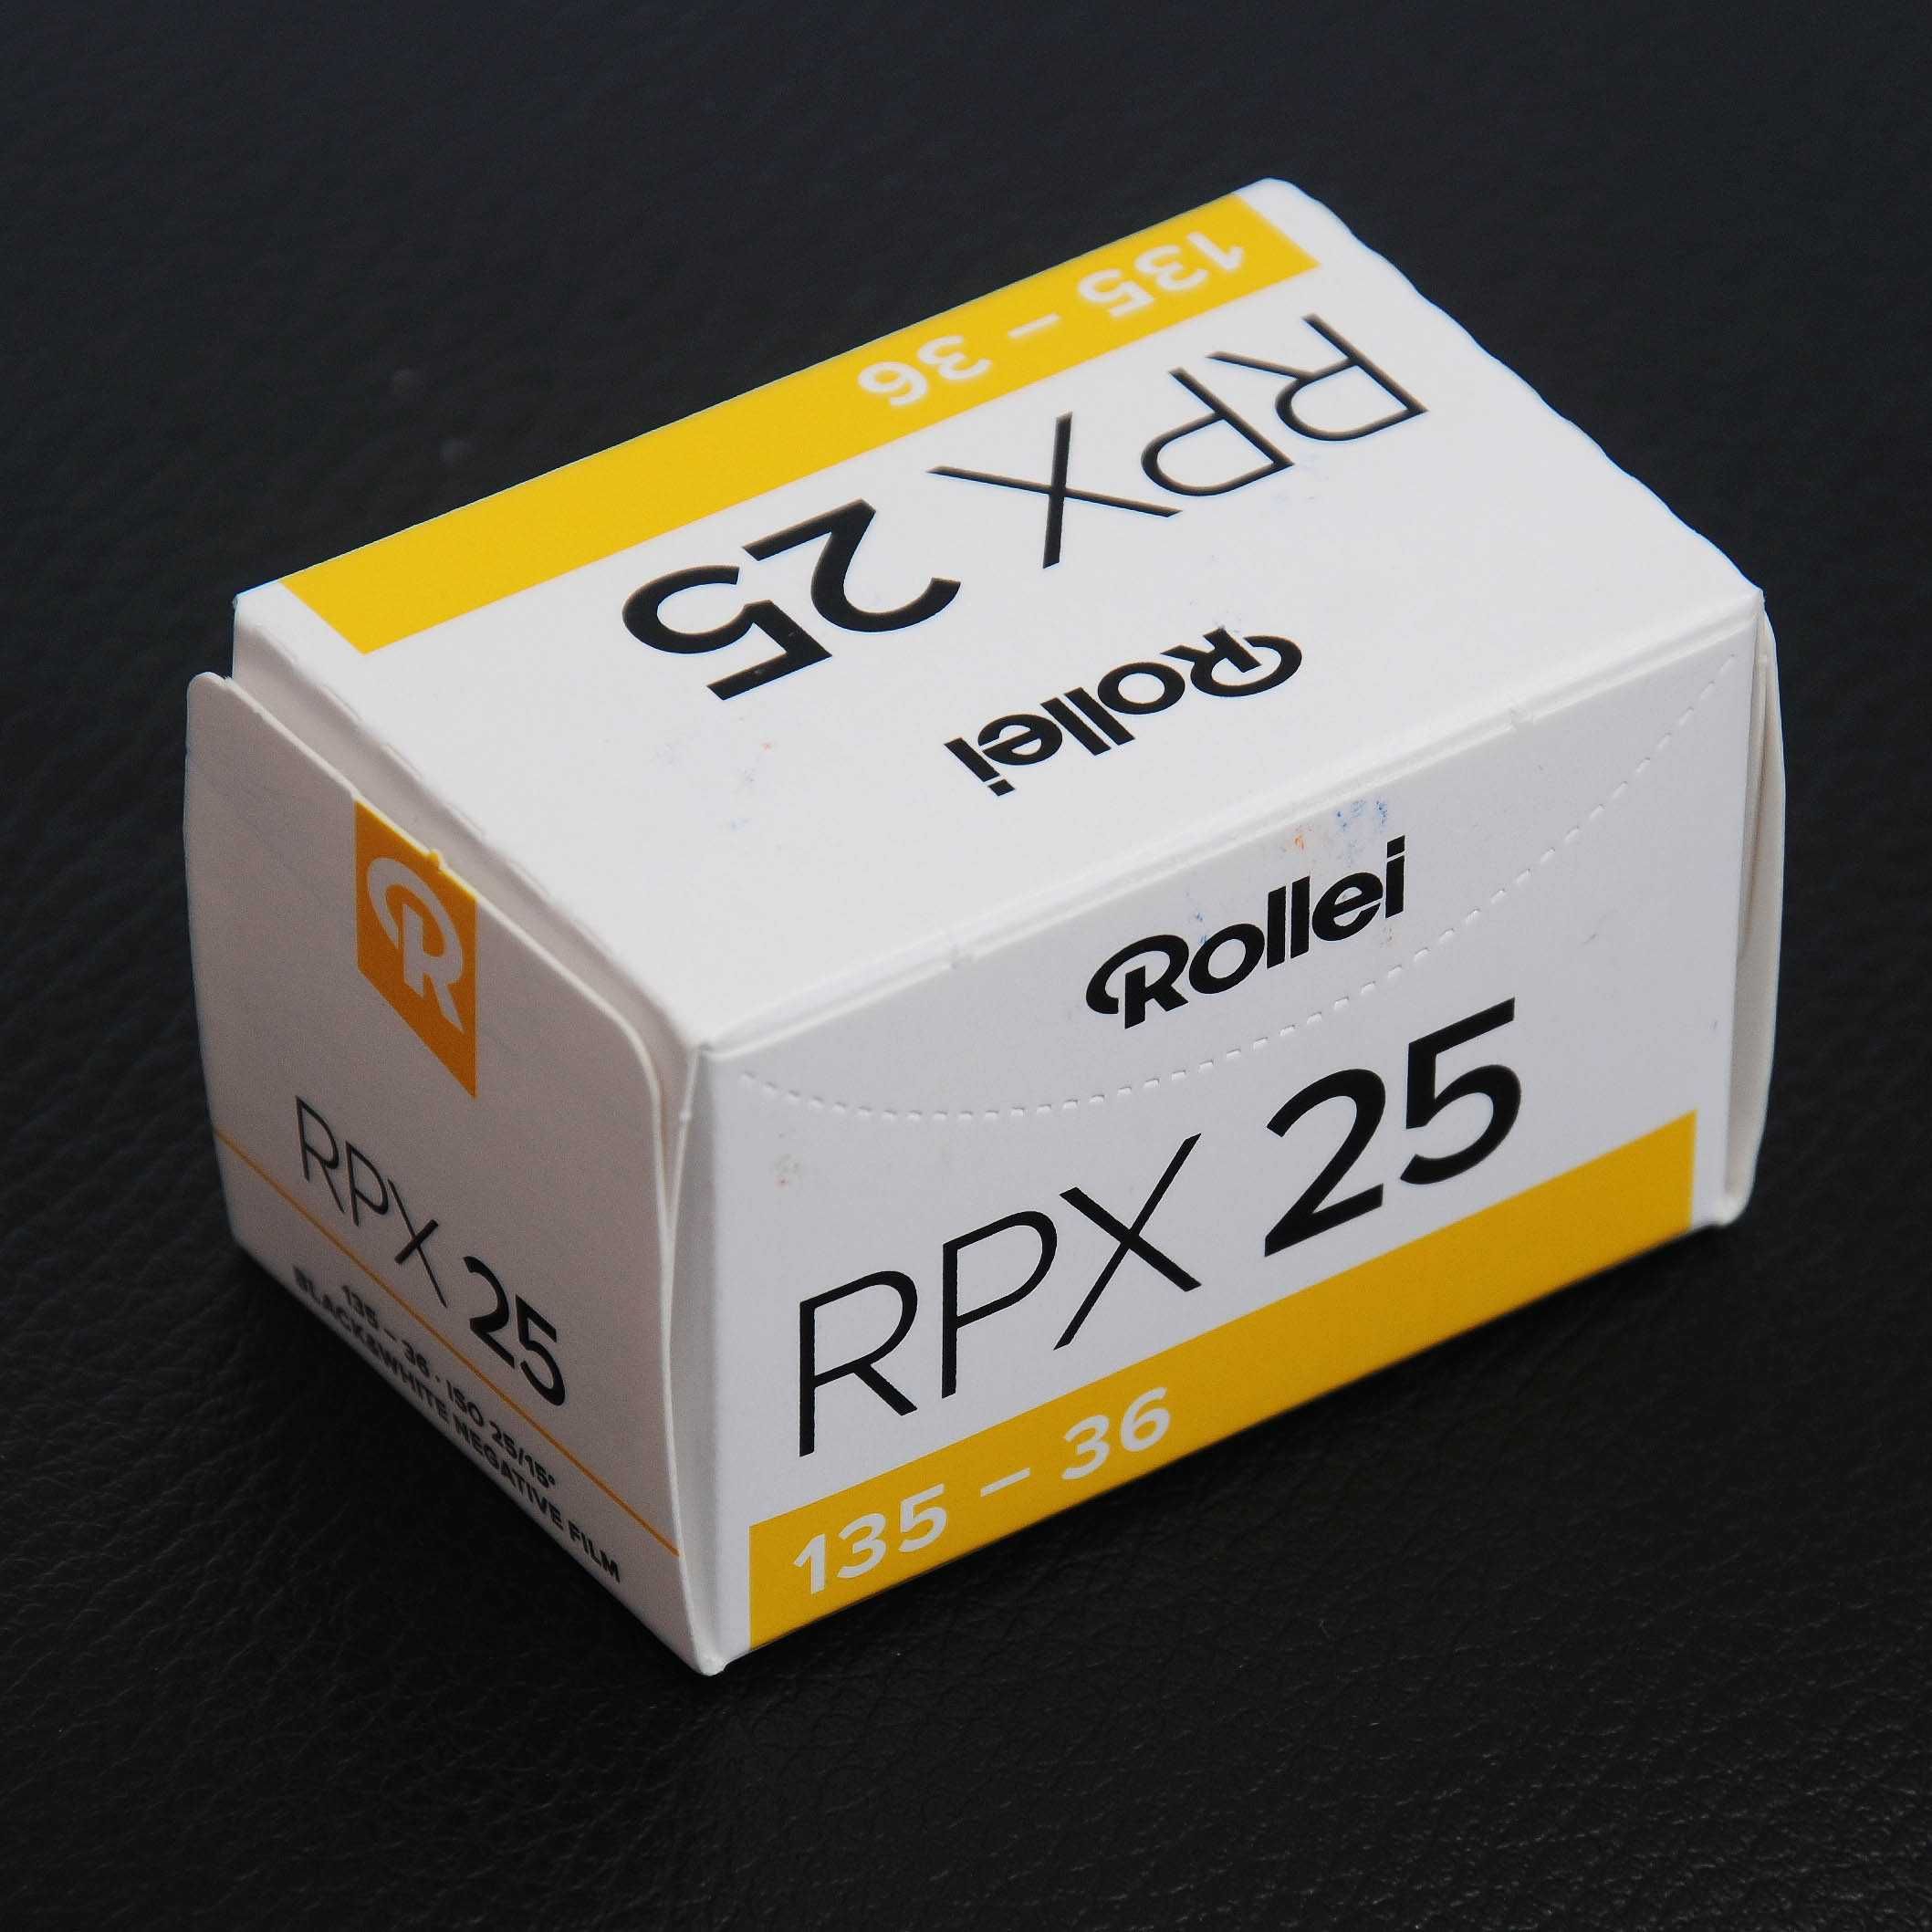 135 – 36
RPX 25
Rollei
Rollei
RPX 25
135 – 36
R
RPX 25
135 – 36 · ISO 25/15°
BLACK&WHITE NEGATIVE FILM